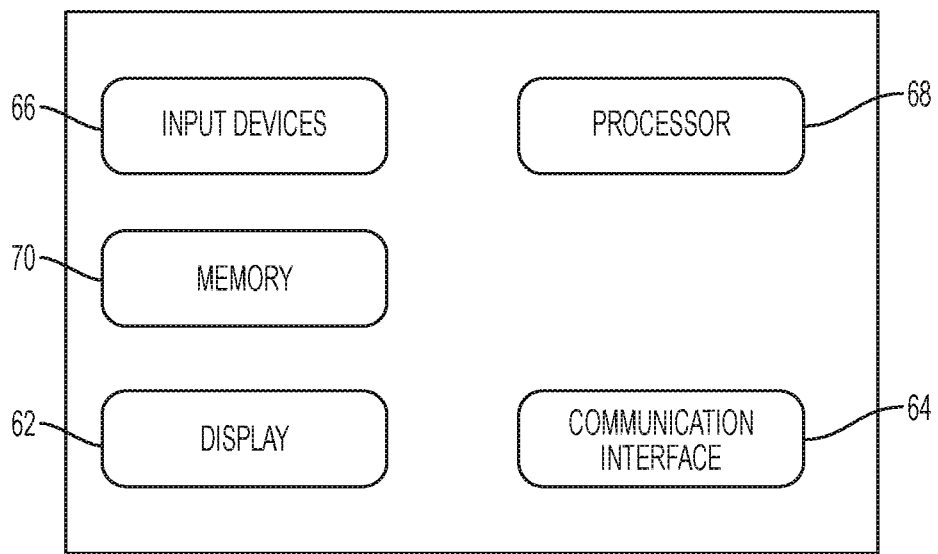 66
INPUT DEVICES
PROCESSOR
68
70
MEMORY
62
DISPLAY
COMMUNICATION
INTERFACE
64